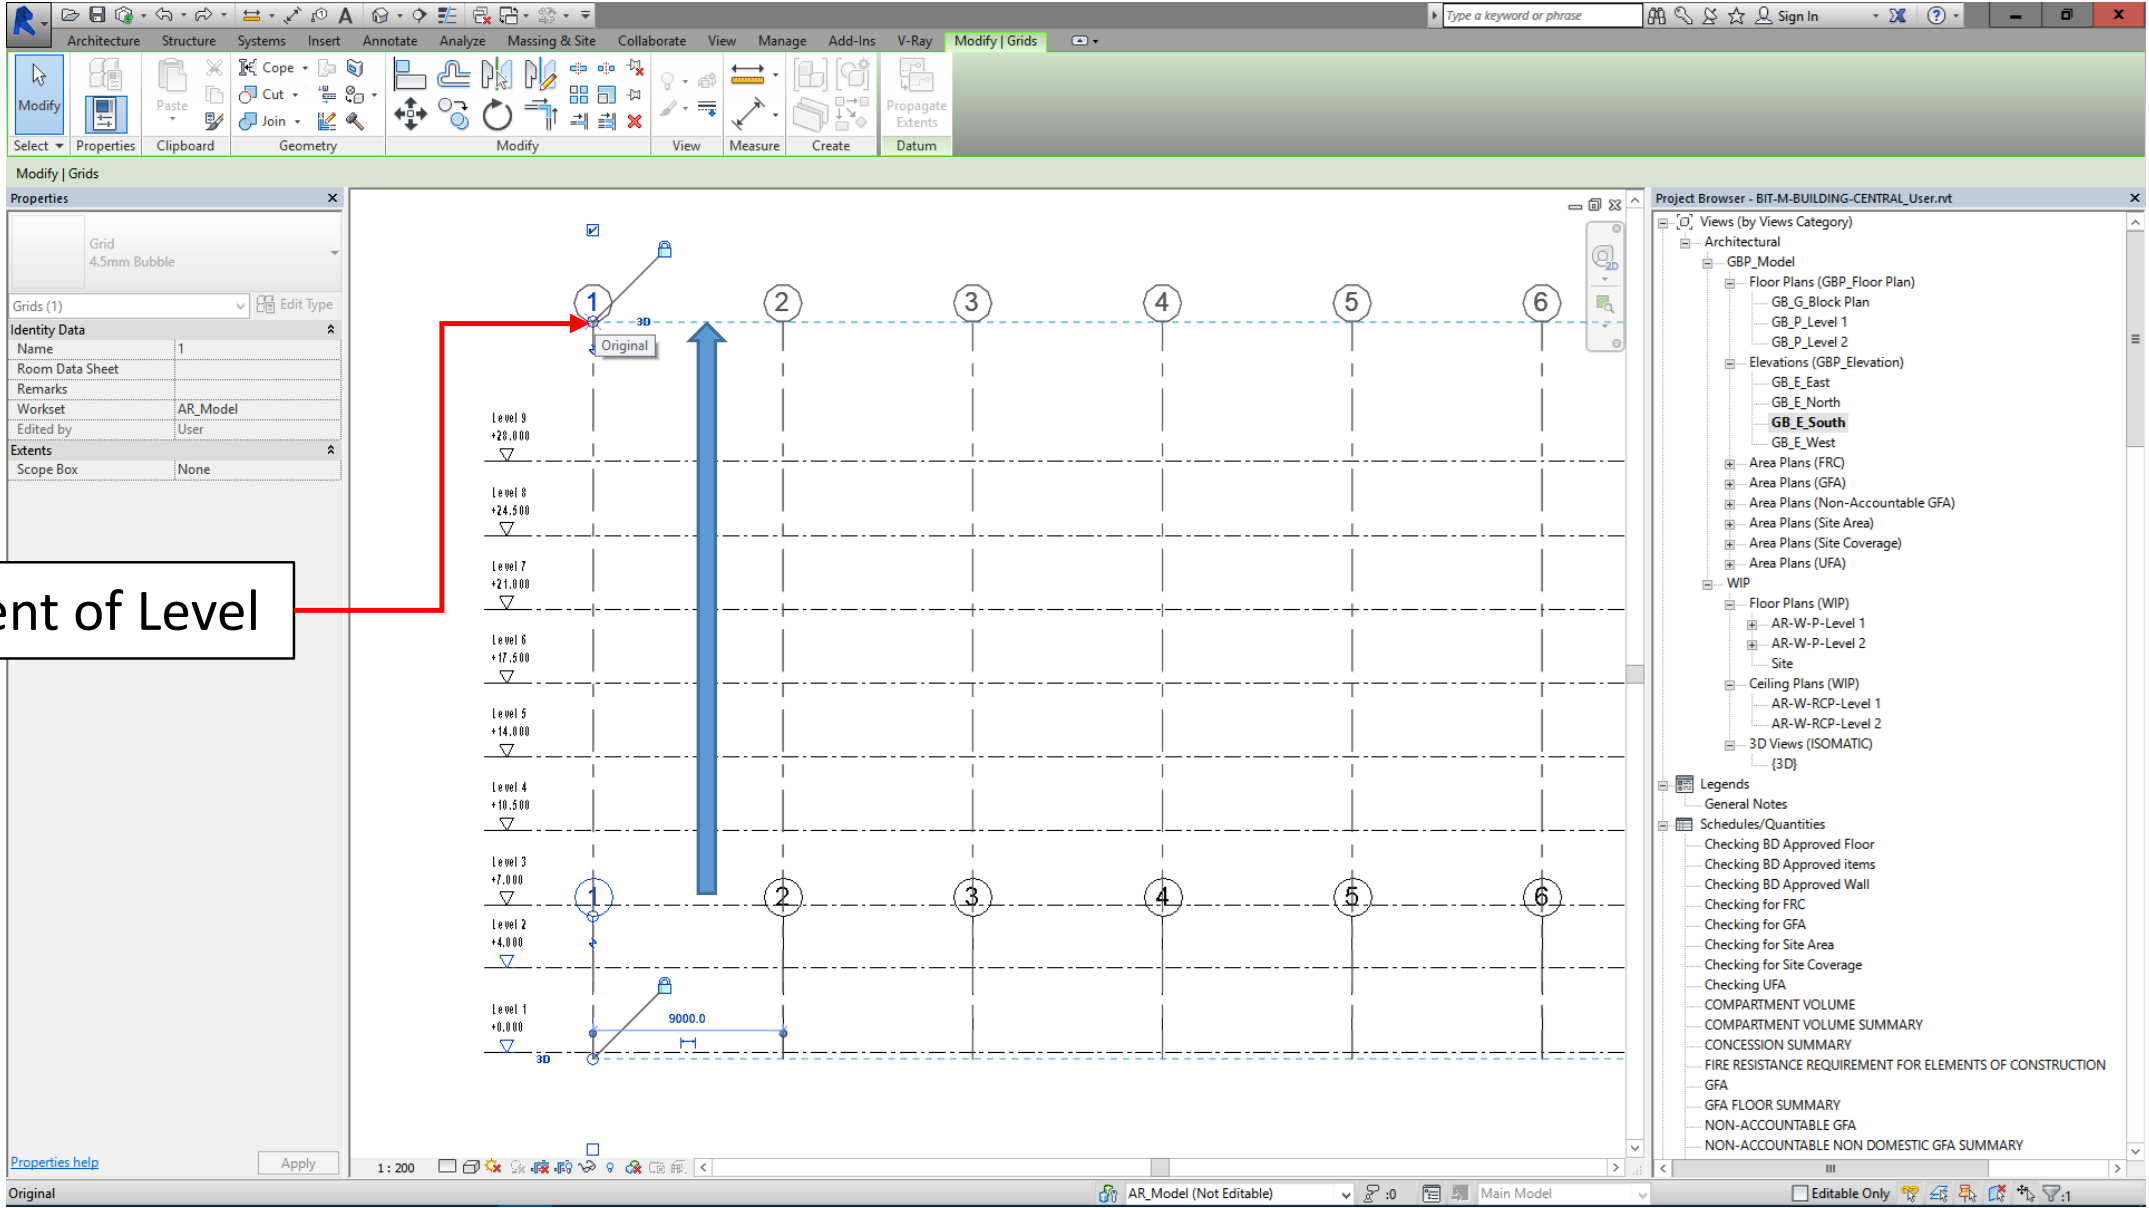 Type a keyword or phrase
Sign In
Architecture Structure Systems Insert Annotate Analyze Massing & Site Collaborate View Manage Add-Ins V-Ray Modify | Grids
Modify
Paste
Cope
Cut
Join
Propagate
Extents
Select Properties Clipboard Geometry Modify View Measure Create Datum
Modify | Grids
Properties
Grid
4.5mm Bubble
Grids (1)
Edit Type
Identity Data
Name 1
Room Data Sheet
Remarks
Workset AR_Model
Edited by User
Extents
Scope Box None
Properties help
Apply
ent of Level
1 2 3 4 5 6
3D
Original
Level 9
+28.000
Level 8
+24.500
Level 7
+21.000
Level 6
+17.500
Level 5
+14.000
Level 4
+10.500
Level 3
+7.000
1 2 3 4 5 6
Level 2
+4.000
Level 1
+0.000
9000.0
3D
2D
1 : 200
Project Browser - BIT-M-BUILDING-CENTRAL_User.rvt
Views (by Views Category)
Architectural
GBP_Model
Floor Plans (GBP_Floor Plan)
GB_G_Block Plan
GB_P_Level 1
GB_P_Level 2
Elevations (GBP_Elevation)
GB_E_East
GB_E_North
GB_E_South
GB_E_West
Area Plans (FRC)
Area Plans (GFA)
Area Plans (Non-Accountable GFA)
Area Plans (Site Area)
Area Plans (Site Coverage)
Area Plans (UFA)
WIP
Floor Plans (WIP)
AR-W-P-Level 1
AR-W-P-Level 2
Site
Ceiling Plans (WIP)
AR-W-RCP-Level 1
AR-W-RCP-Level 2
3D Views (ISOMATIC)
{3D}
Legends
General Notes
Schedules/Quantities
Checking BD Approved Floor
Checking BD Approved items
Checking BD Approved Wall
Checking for FRC
Checking for GFA
Checking for Site Area
Checking for Site Coverage
Checking UFA
COMPARTMENT VOLUME
COMPARTMENT VOLUME SUMMARY
CONCESSION SUMMARY
FIRE RESISTANCE REQUIREMENT FOR ELEMENTS OF CONSTRUCTION
GFA
GFA FLOOR SUMMARY
NON-ACCOUNTABLE GFA
NON-ACCOUNTABLE NON DOMESTIC GFA SUMMARY
Original
AR_Model (Not Editable)
:0
Main Model
Editable Only
:1